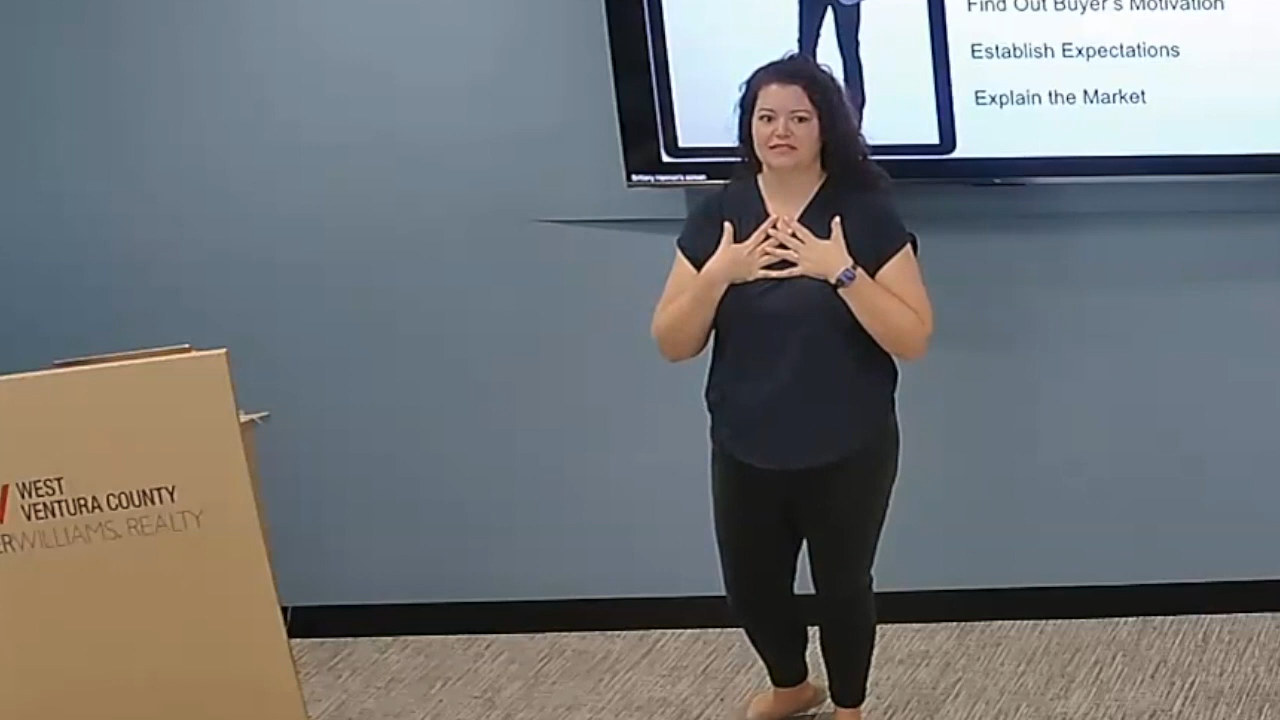 Find Out Buyer's Motivation
Establish Expectations
Explain the Market
WEST
VENTURA COUNTY
WILLIAMS. REALTY